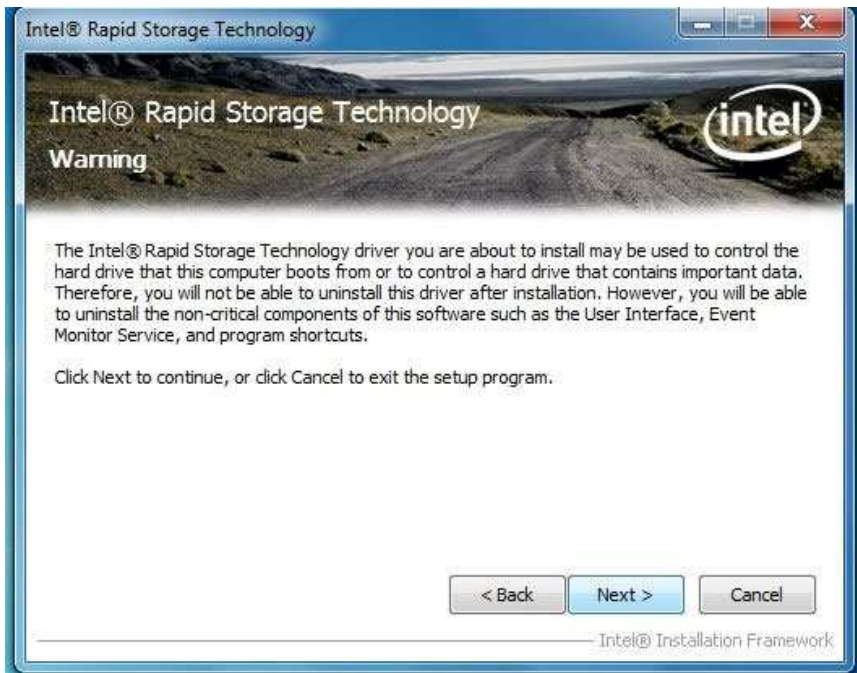 Intel® Rapid Storage Technology
Intel® Rapid Storage Technology
intel
Warning
The Intel® Rapid Storage Technology driver you are about to install may be used to control the
hard drive that this computer boots from or to control a hard drive that contains important data.
Therefore, you will not be able to uninstall this driver after installation. However, you will be able
to uninstall the non-critical components of this software such as the User Interface, Event
Monitor Service, and program shortcuts.
Click Next to continue, or click Cancel to exit the setup program.
< Back Next > Cancel
Intel® Installation Framework